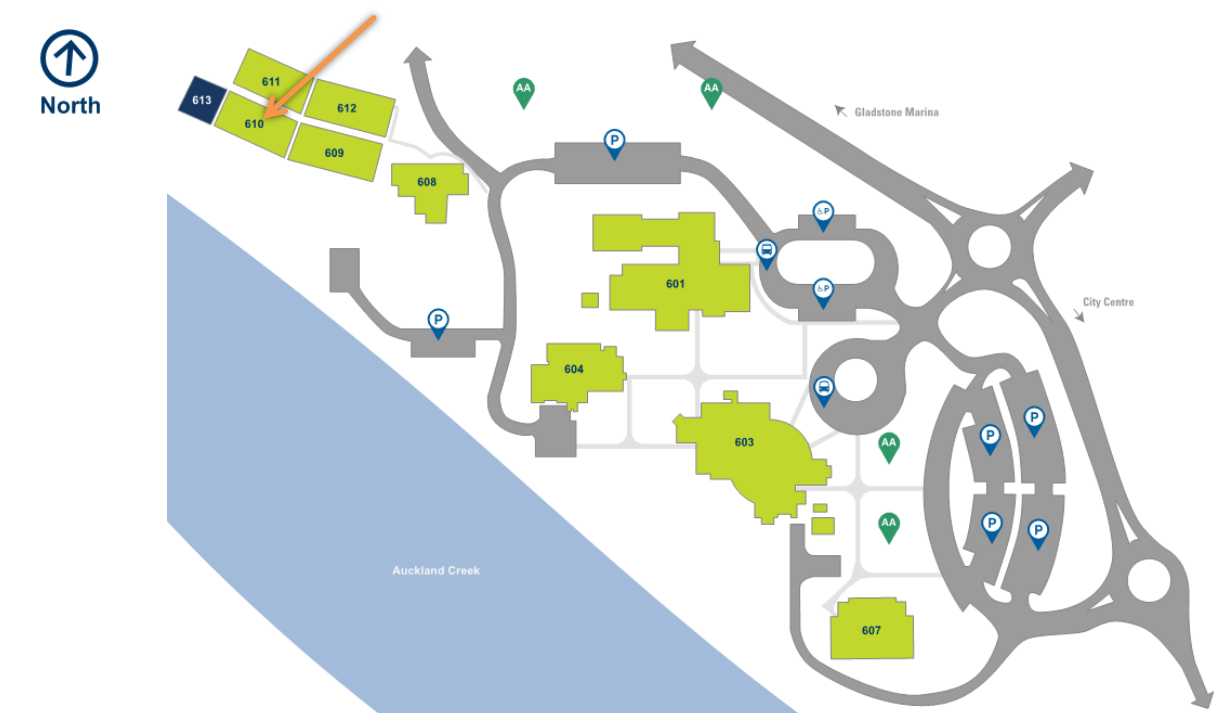 North
611
613
612
610
609
608
AA
AA
P
Gladstone Marina
♿P
♿P
601
City Centre
P
604
603
AA
P
P
AA
P
P
Auckland Creek
607